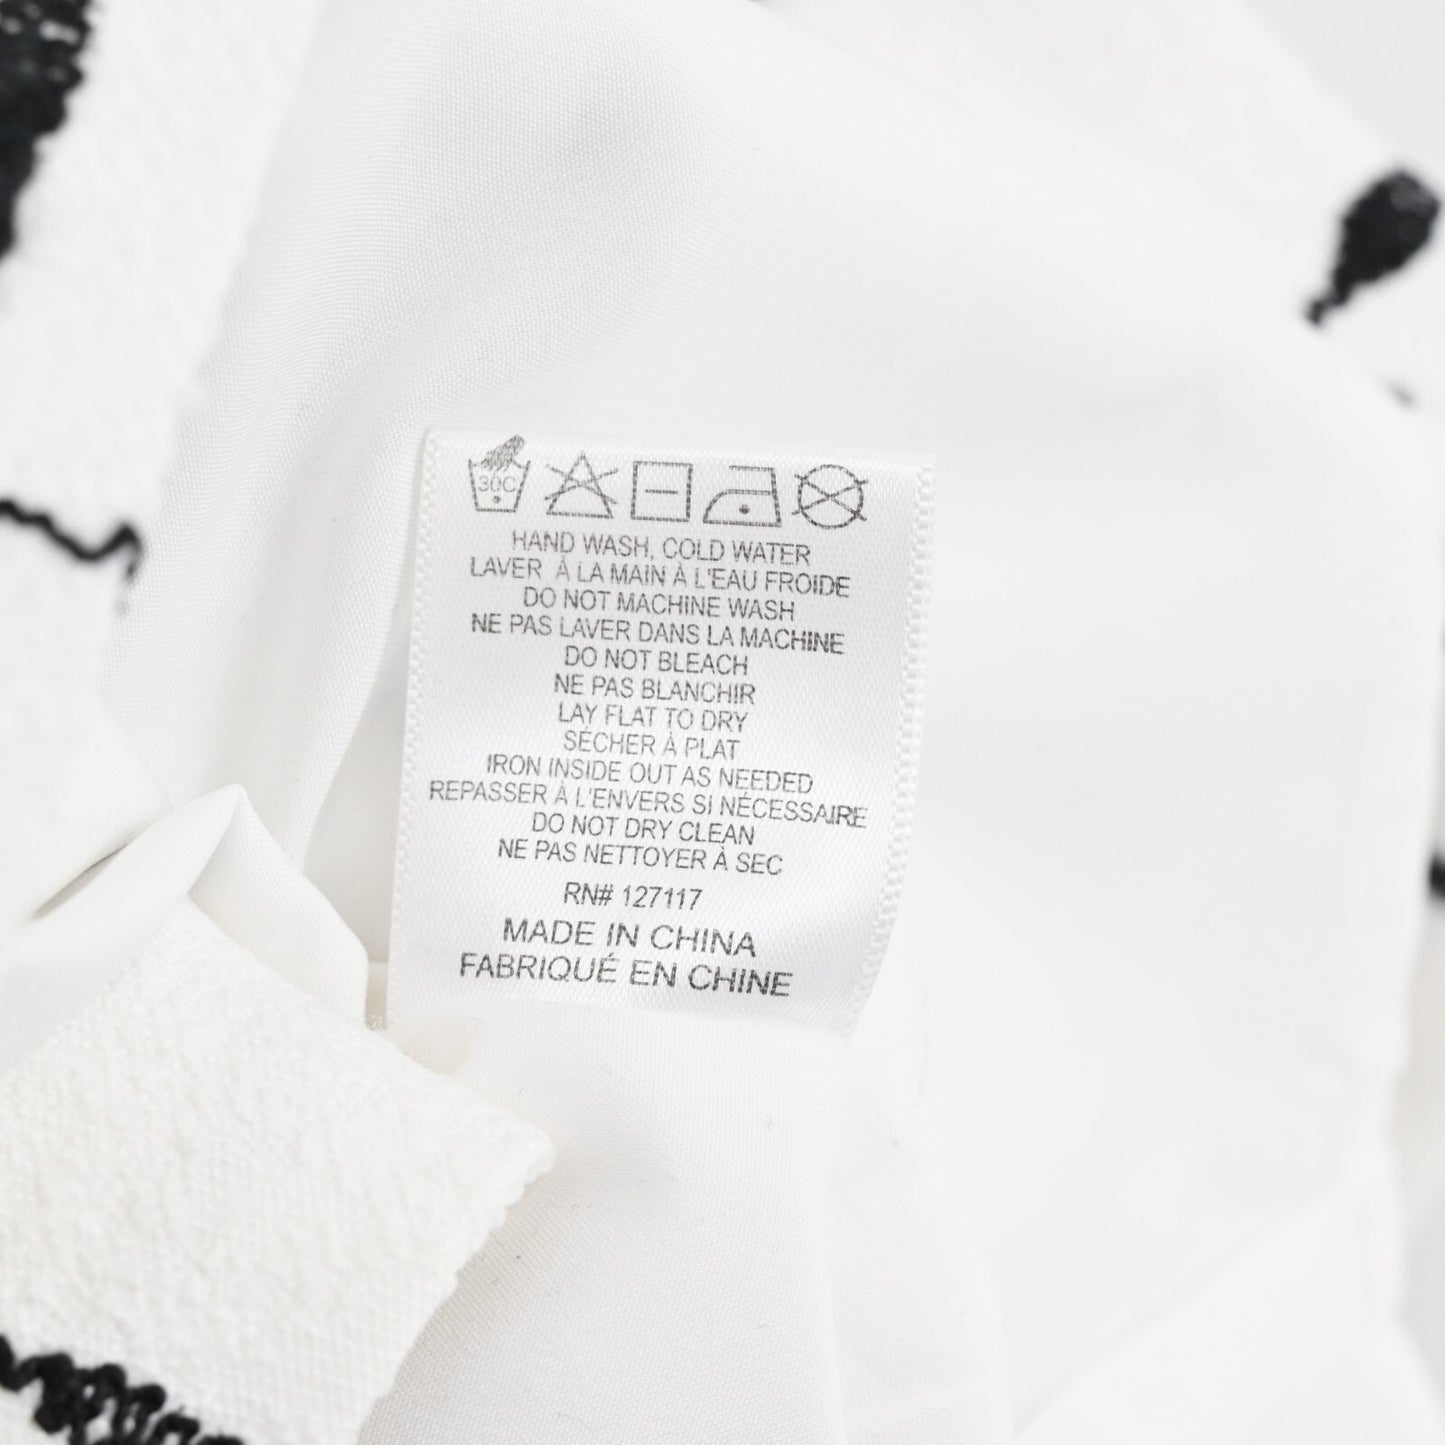 30C
HAND WASH, COLD WATER
LAVER À LA MAIN À L'EAU FROIDE
DO NOT MACHINE WASH
NE PAS LAVER DANS LA MACHINE
DO NOT BLEACH
NE PAS BLANCHIR
LAY FLAT TO DRY
SÉCHER À PLAT
IRON INSIDE OUT AS NEEDED
REPASSER À L'ENVERS SI NÉCESSAIRE
DO NOT DRY CLEAN
NE PAS NETTOYER À SEC
RN# 127117
MADE IN CHINA
FABRIQUÉ EN CHINE